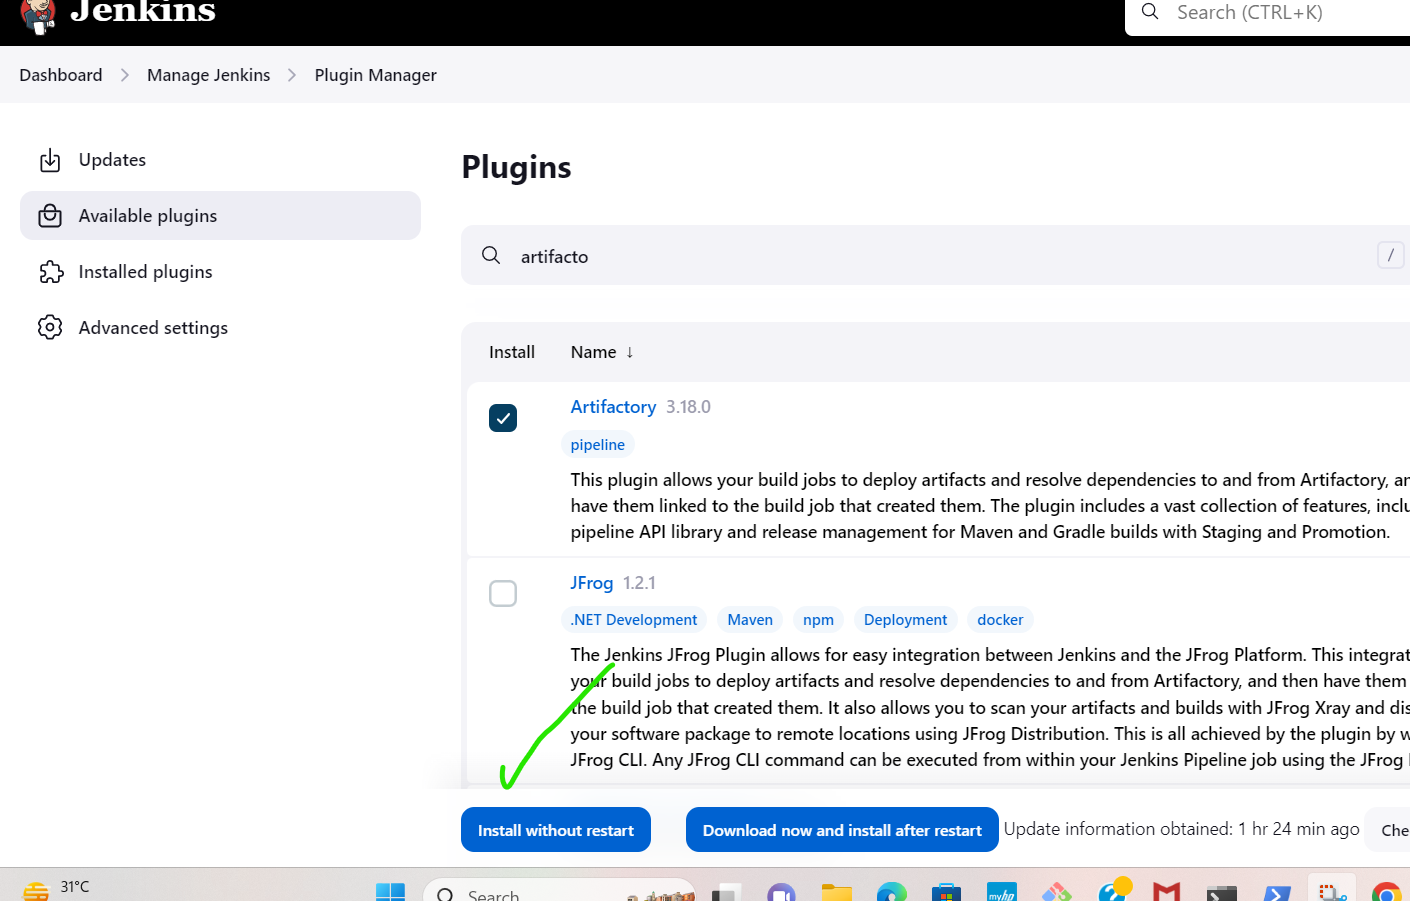 Jenkins
Search (CTRL+K)
Dashboard > Manage Jenkins > Plugin Manager
Updates
Available plugins
Installed plugins
Advanced settings
Plugins
artifacto
/
Install Name ↓
Artifactory 3.18.0
pipeline
This plugin allows your build jobs to deploy artifacts and resolve dependencies to and from Artifactory, an
have them linked to the build job that created them. The plugin includes a vast collection of features, inclu
pipeline API library and release management for Maven and Gradle builds with Staging and Promotion.
JFrog 1.2.1
.NET Development Maven npm Deployment docker
The Jenkins JFrog Plugin allows for easy integration between Jenkins and the JFrog Platform. This integrat
your build jobs to deploy artifacts and resolve dependencies to and from Artifactory, and then have them
the build job that created them. It also allows you to scan your artifacts and builds with JFrog Xray and dis
your software package to remote locations using JFrog Distribution. This is all achieved by the plugin by w
JFrog CLI. Any JFrog CLI command can be executed from within your Jenkins Pipeline job using the JFrog
Install without restart
Download now and install after restart
Update information obtained: 1 hr 24 min ago
Che
31°C
Search
myhp